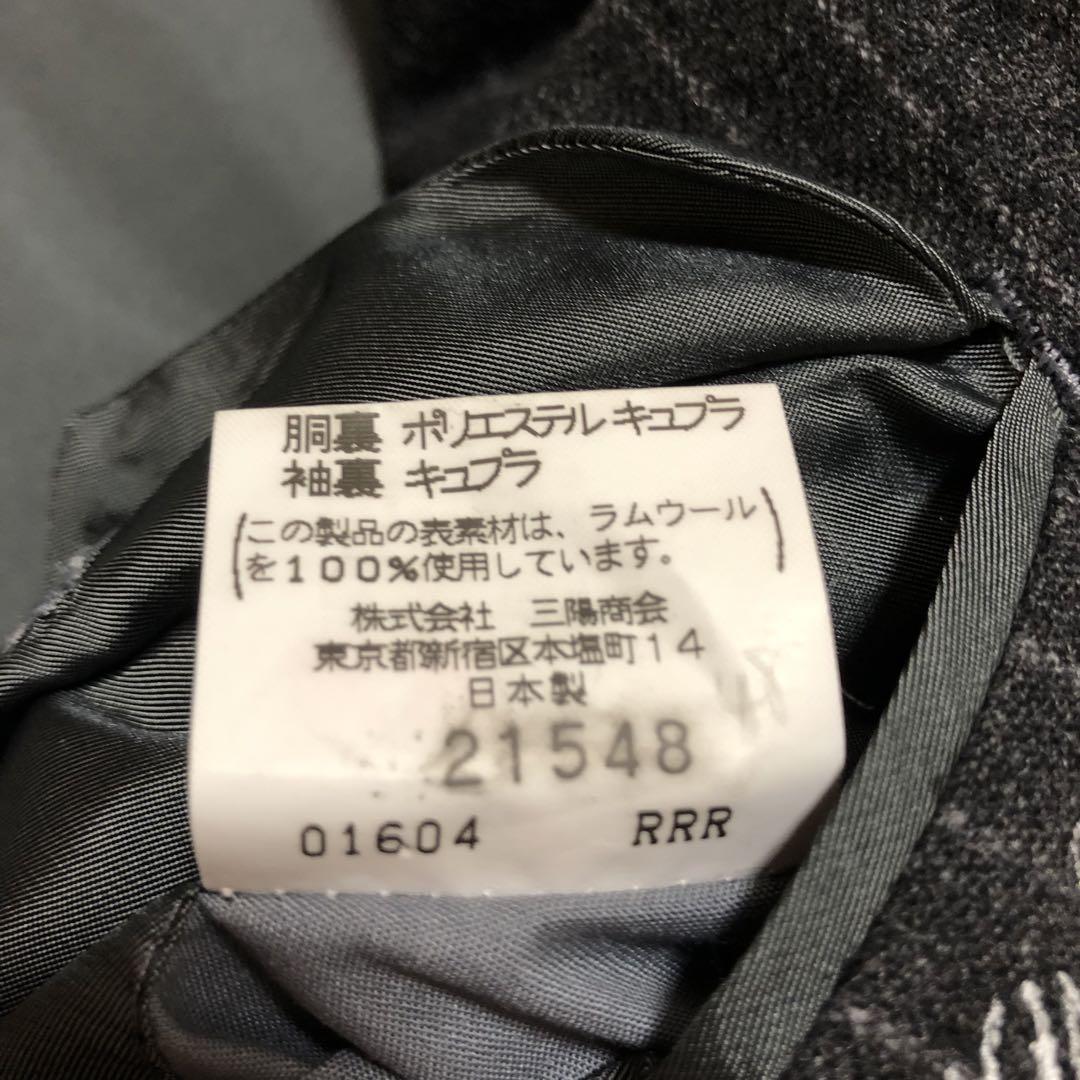 胴裏 ポリエステル キュプラ
袖裏 キュプラ
(この製品の表素材は、ラムウール
を100%使用しています。)
株式会社 三陽商会
東京都新宿区本塩町14
日本製
21548
01604 RRR